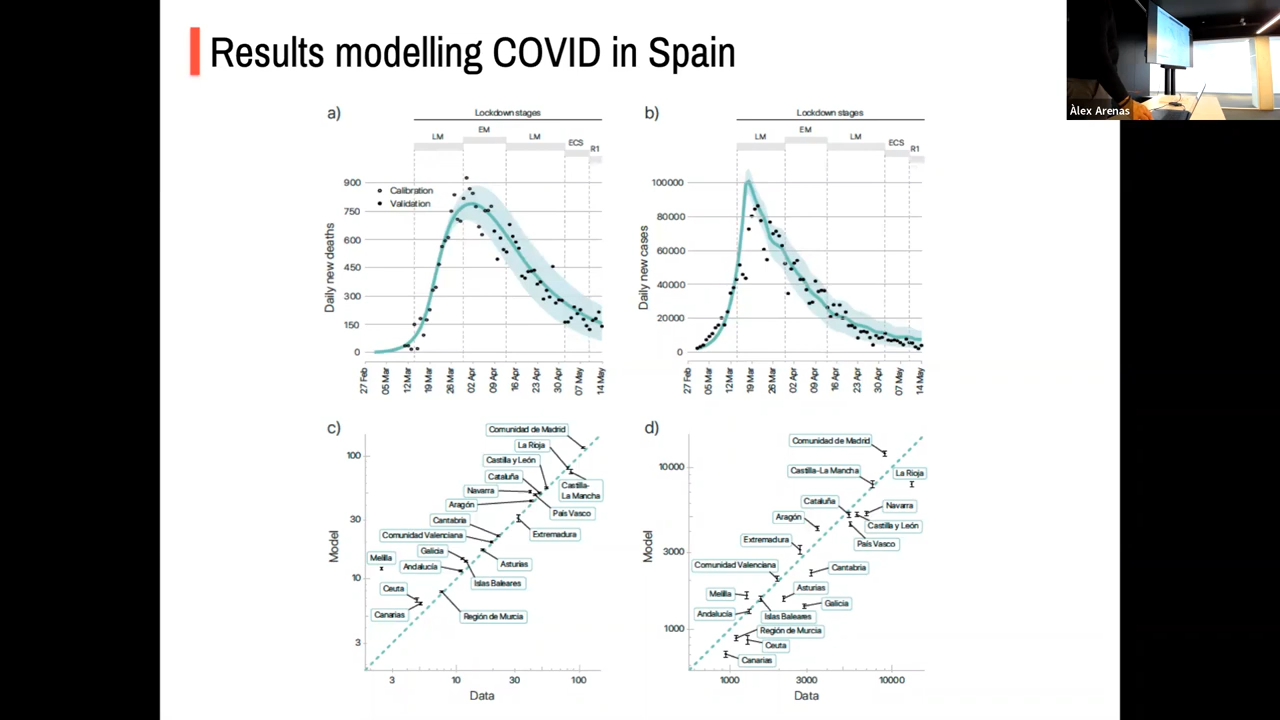 Results modelling COVID in Spain
Àlex Arenas
a)
Lockdown stages
LM
EM
LM
ECS
R1
900
750
600
450
300
150
0
Calibration
Validation
Daily new deaths
27 Feb
05 Mar
12 Mar
19 Mar
26 Mar
02 Apr
09 Apr
16 Apr
23 Apr
30 Apr
07 May
14 May
b)
Lockdown stages
LM
EM
LM
ECS
R1
100000
80000
60000
40000
20000
0
Daily new cases
27 Feb
05 Mar
12 Mar
19 Mar
26 Mar
02 Apr
09 Apr
16 Apr
23 Apr
30 Apr
07 May
14 May
c)
Comunidad de Madrid
La Rioja
Castilla y León
Cataluña
Castilla-
La Mancha
Navarra
Aragón
País Vasco
Cantabria
Extremadura
Comunidad Valenciana
Galicia
Melilla
Asturias
Andalucía
Islas Baleares
Ceuta
Canarias
Región de Murcia
100
30
10
3
Model
3
10
30
100
Data
d)
Comunidad de Madrid
Castilla-La Mancha
La Rioja
Cataluña
Navarra
Aragón
Castilla y León
Extremadura
País Vasco
Comunidad Valenciana
Cantabria
Melilla
Asturias
Galicia
Andalucía
Islas Baleares
Región de Murcia
Ceuta
Canarias
10000
3000
1000
Model
1000
3000
10000
Data